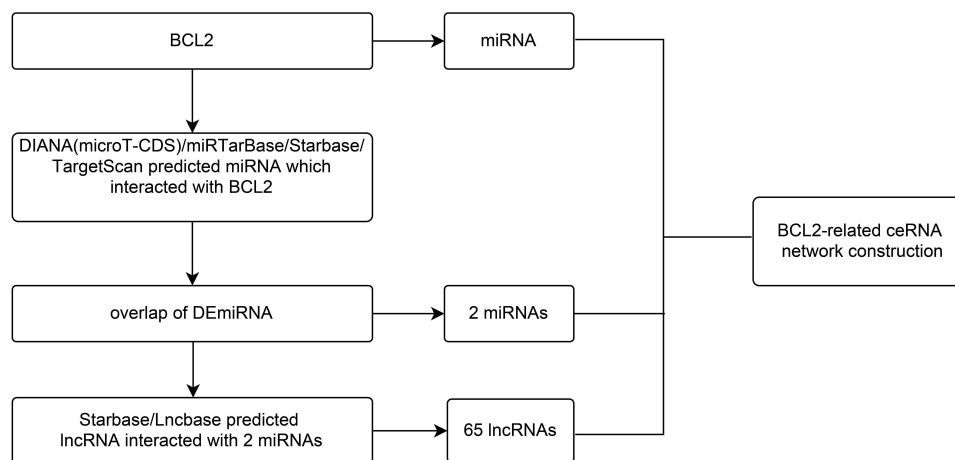 BCL2
miRNA
DIANA(microT-CDS)/miRTarBase/Starbase/
TargetScan predicted miRNA which
interacted with BCL2
BCL2-related ceRNA
network construction
overlap of DEmiRNA
2 miRNAs
Starbase/Lncbase predicted
lncRNA interacted with 2 miRNAs
65 lncRNAs